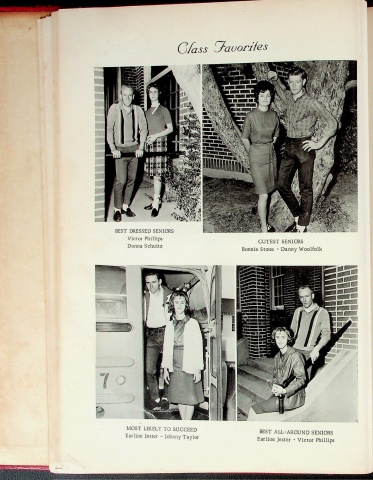 Class Favorites
BEST DRESSED SENIORS
Victor Phillips
Donna Schultz
CUTEST SENIORS
Bonnie Stone - Danny Woolfolk
7
MOST LIKELY TO SUCCEED
Earline Jester - Johnny Taylor
BEST ALL-AROUND SENIORS
Earline Jester - Victor Phillips